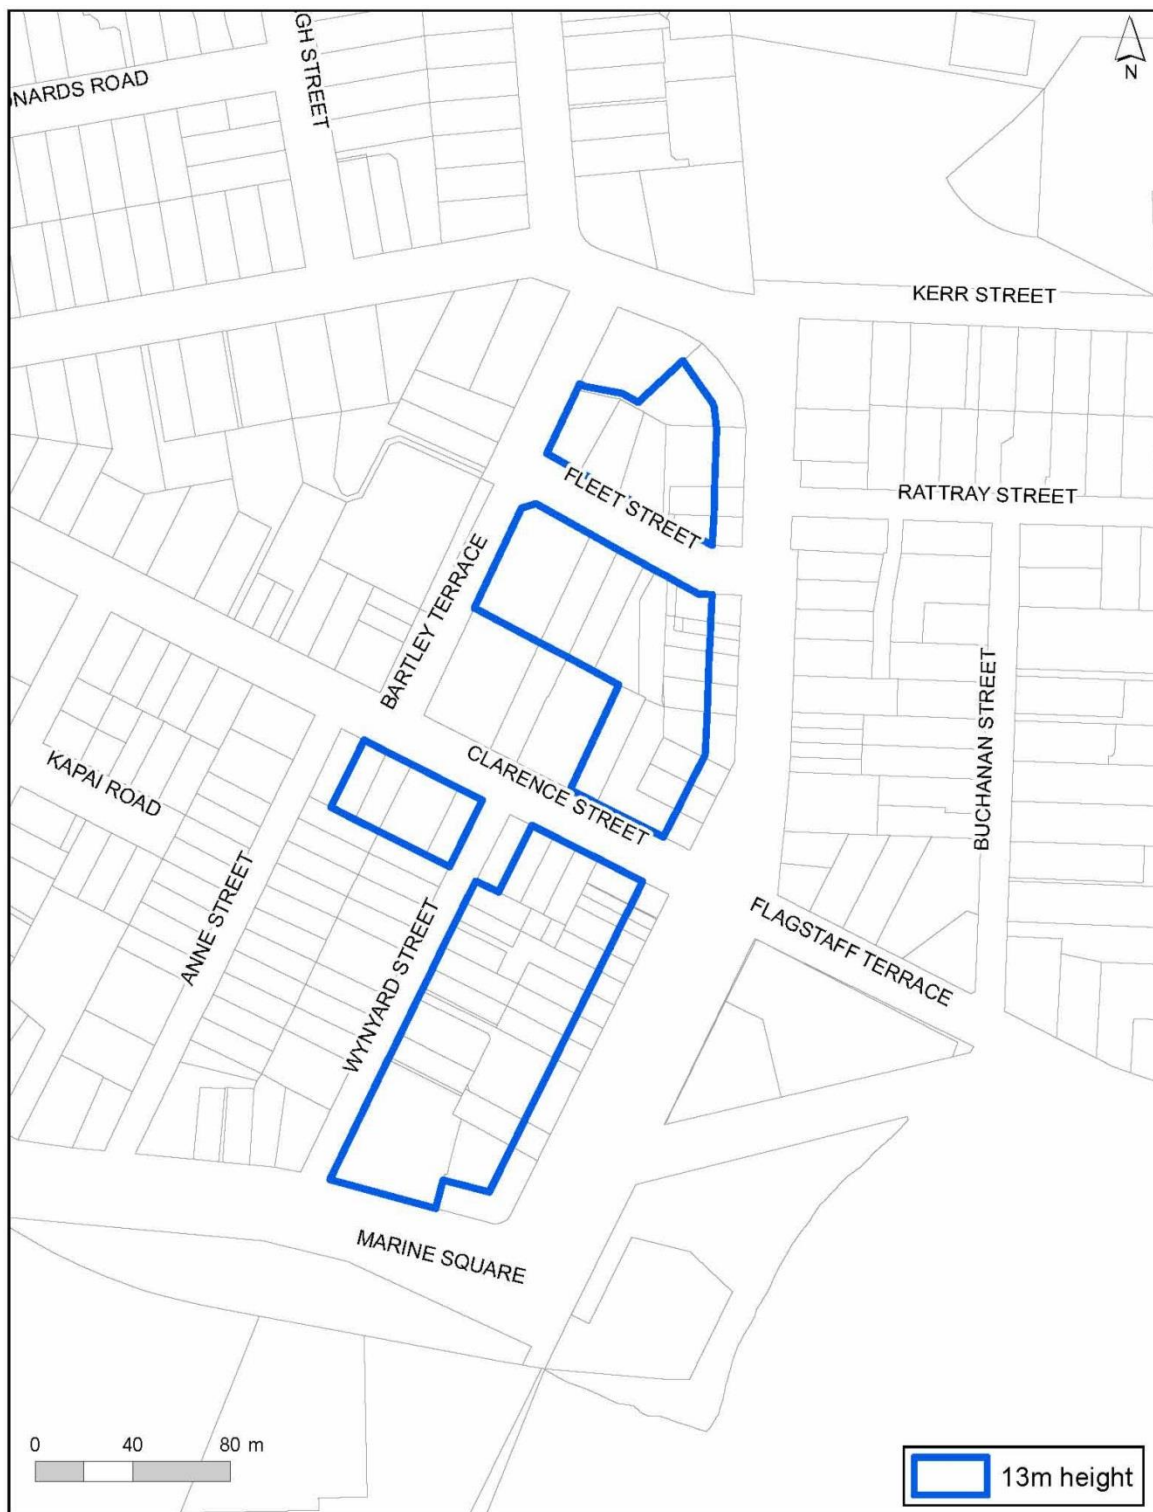 GH STREET
ONARDS ROAD
N
KERR STREET
RATTRAY STREET
FLEET STREET
BARTLEY TERRACE
BUCHANAN STREET
CLARENCE STREET
KAPAI ROAD
ANNE STREET
WYNYARD STREET
FLAGSTAFF TERRACE
MARINE SQUARE
0 40 80 m
13m height